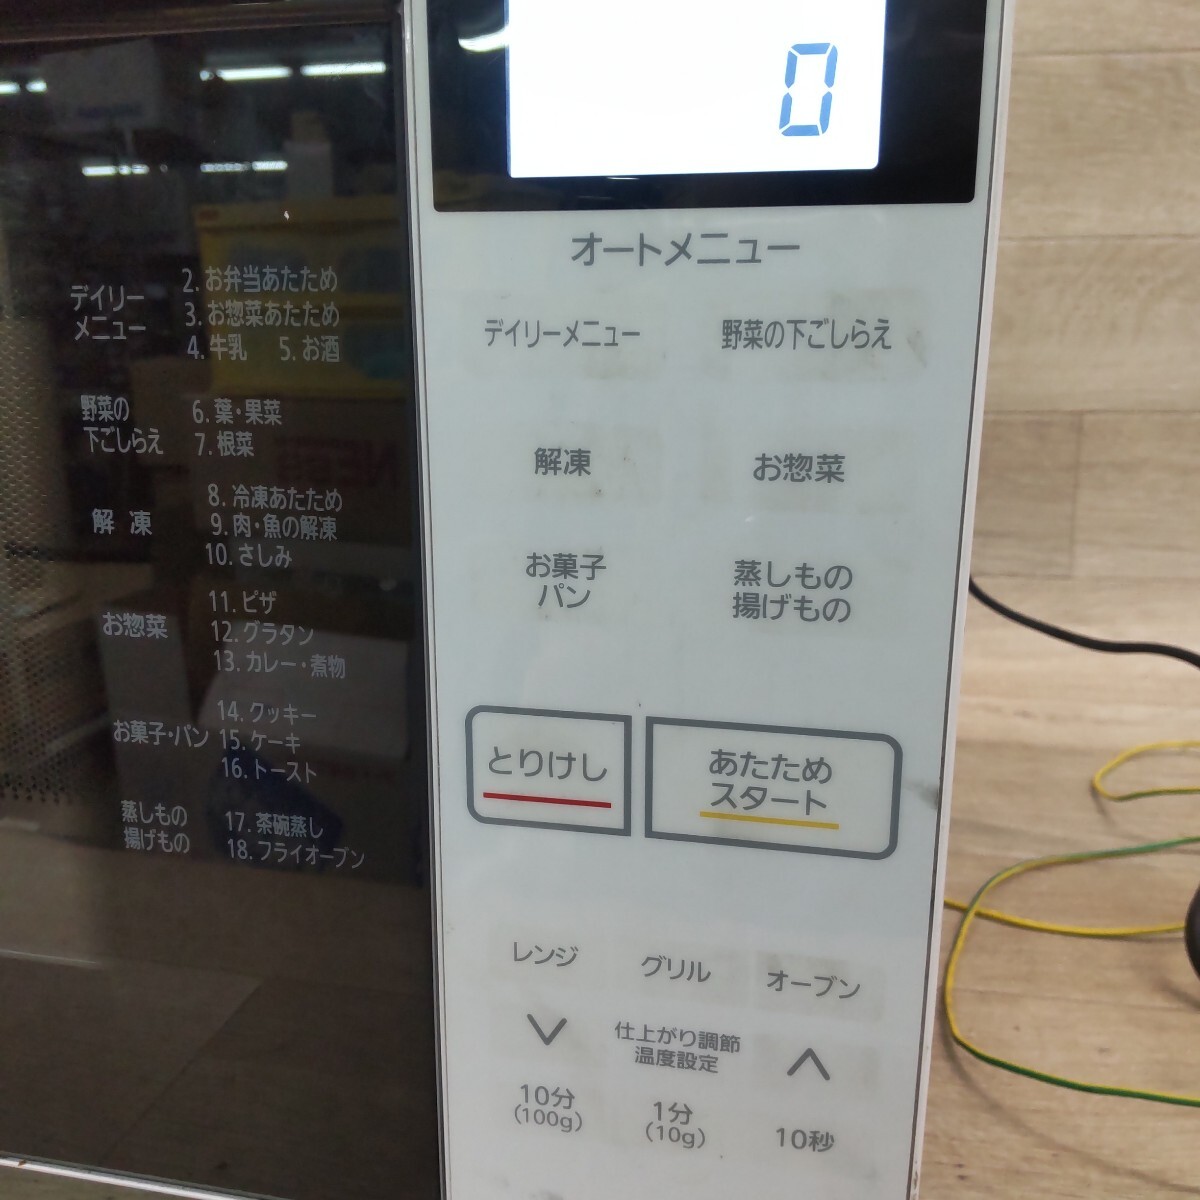 0
オートメニュー
デイリーメニュー 野菜の下ごしらえ
解凍 お惣菜
お菓子
パン
蒸しもの
揚げもの
とりけし
あたため
スタート
レンジ グリル オーブン
仕上がり調節
温度設定
10分
(100g)
1分
(10g)
10秒
デイリー
メニュー
2. お弁当あたため
3. お惣菜あたため
4. 牛乳 5. お酒
野菜の
下ごしらえ
6. 葉・果菜
7. 根菜
解 凍
8. 冷凍あたため
9. 肉・魚の解凍
10. さしみ
お惣菜
11. ピザ
12. グラタン
13. カレー・煮物
お菓子・パン
14. クッキー
15. ケーキ
16. トースト
蒸しもの
揚げもの
17. 茶碗蒸し
18. フライオーブン